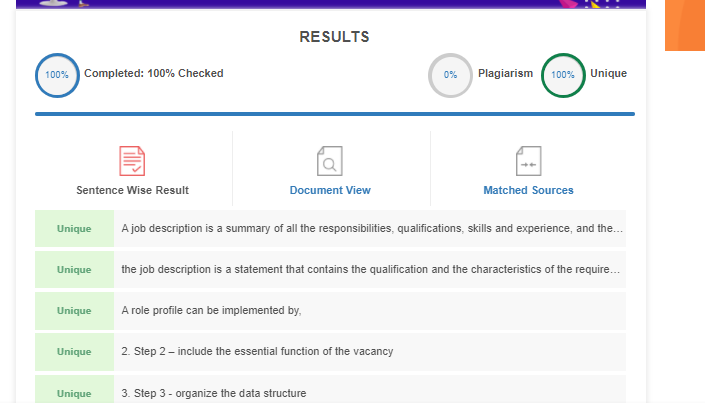 RESULTS
100% Completed: 100% Checked 0% Plagiarism 100% Unique
Sentence Wise Result Document View Matched Sources
Unique A job description is a summary of all the responsibilities, qualifications, skills and experience, and the...
Unique the job description is a statement that contains the qualification and the characteristics of the require...
Unique A role profile can be implemented by,
Unique 2. Step 2 – include the essential function of the vacancy
Unique 3. Step 3 - organize the data structure